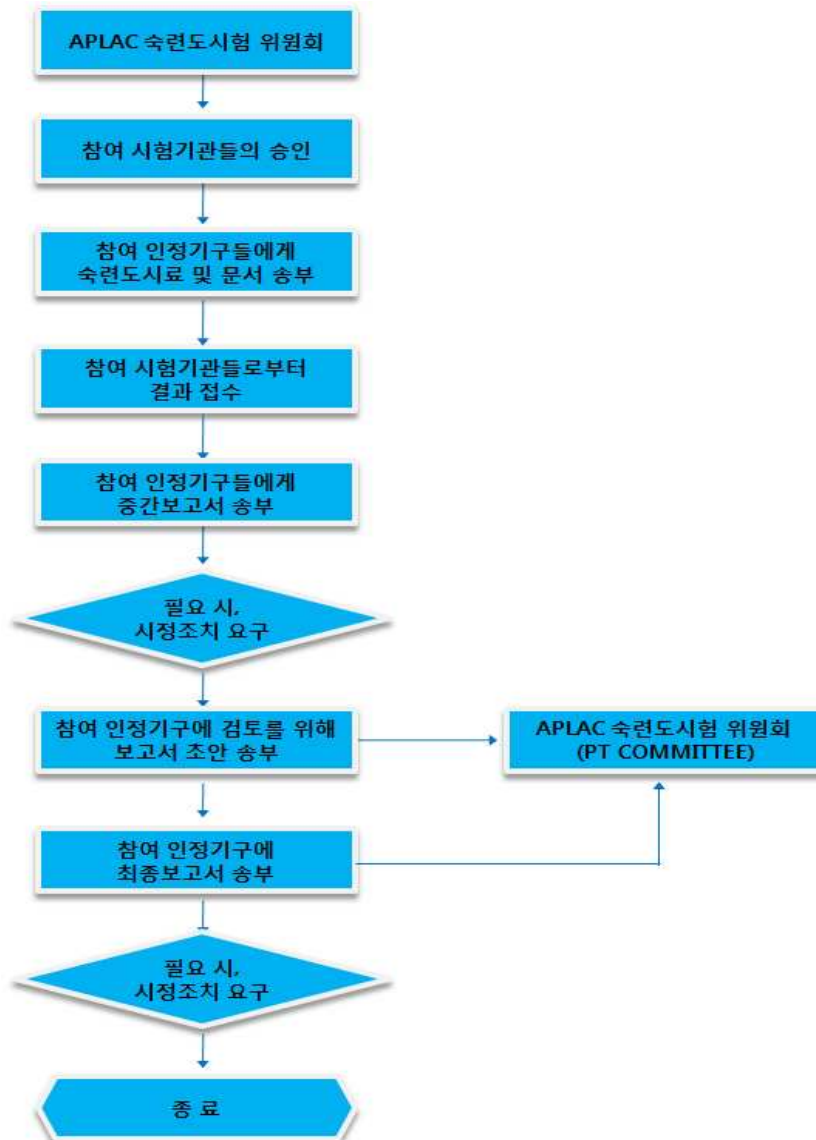 APLAC 숙련도시험 위원회
참여 시험기관들의 승인
참여 인정기구들에게
숙련도시료 및 문서 송부
참여 시험기관들로부터
결과 접수
참여 인정기구들에게
중간보고서 송부
필요 시,
시정조치 요구
참여 인정기구에 검토를 위해
보고서 초안 송부
APLAC 숙련도시험 위원회
(PT COMMITTEE)
참여 인정기구에
최종보고서 송부
필요 시,
시정조치 요구
종 료